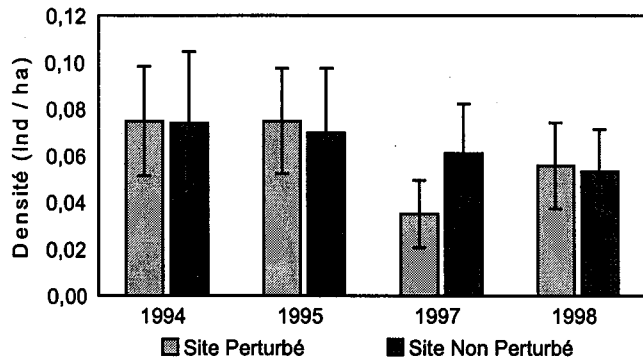 0,12
0,10
0,08
0,06
0,04
0,02
0,00
Densité (Ind / ha)
1994 1995 1997 1998
Site Perturbé Site Non Perturbé